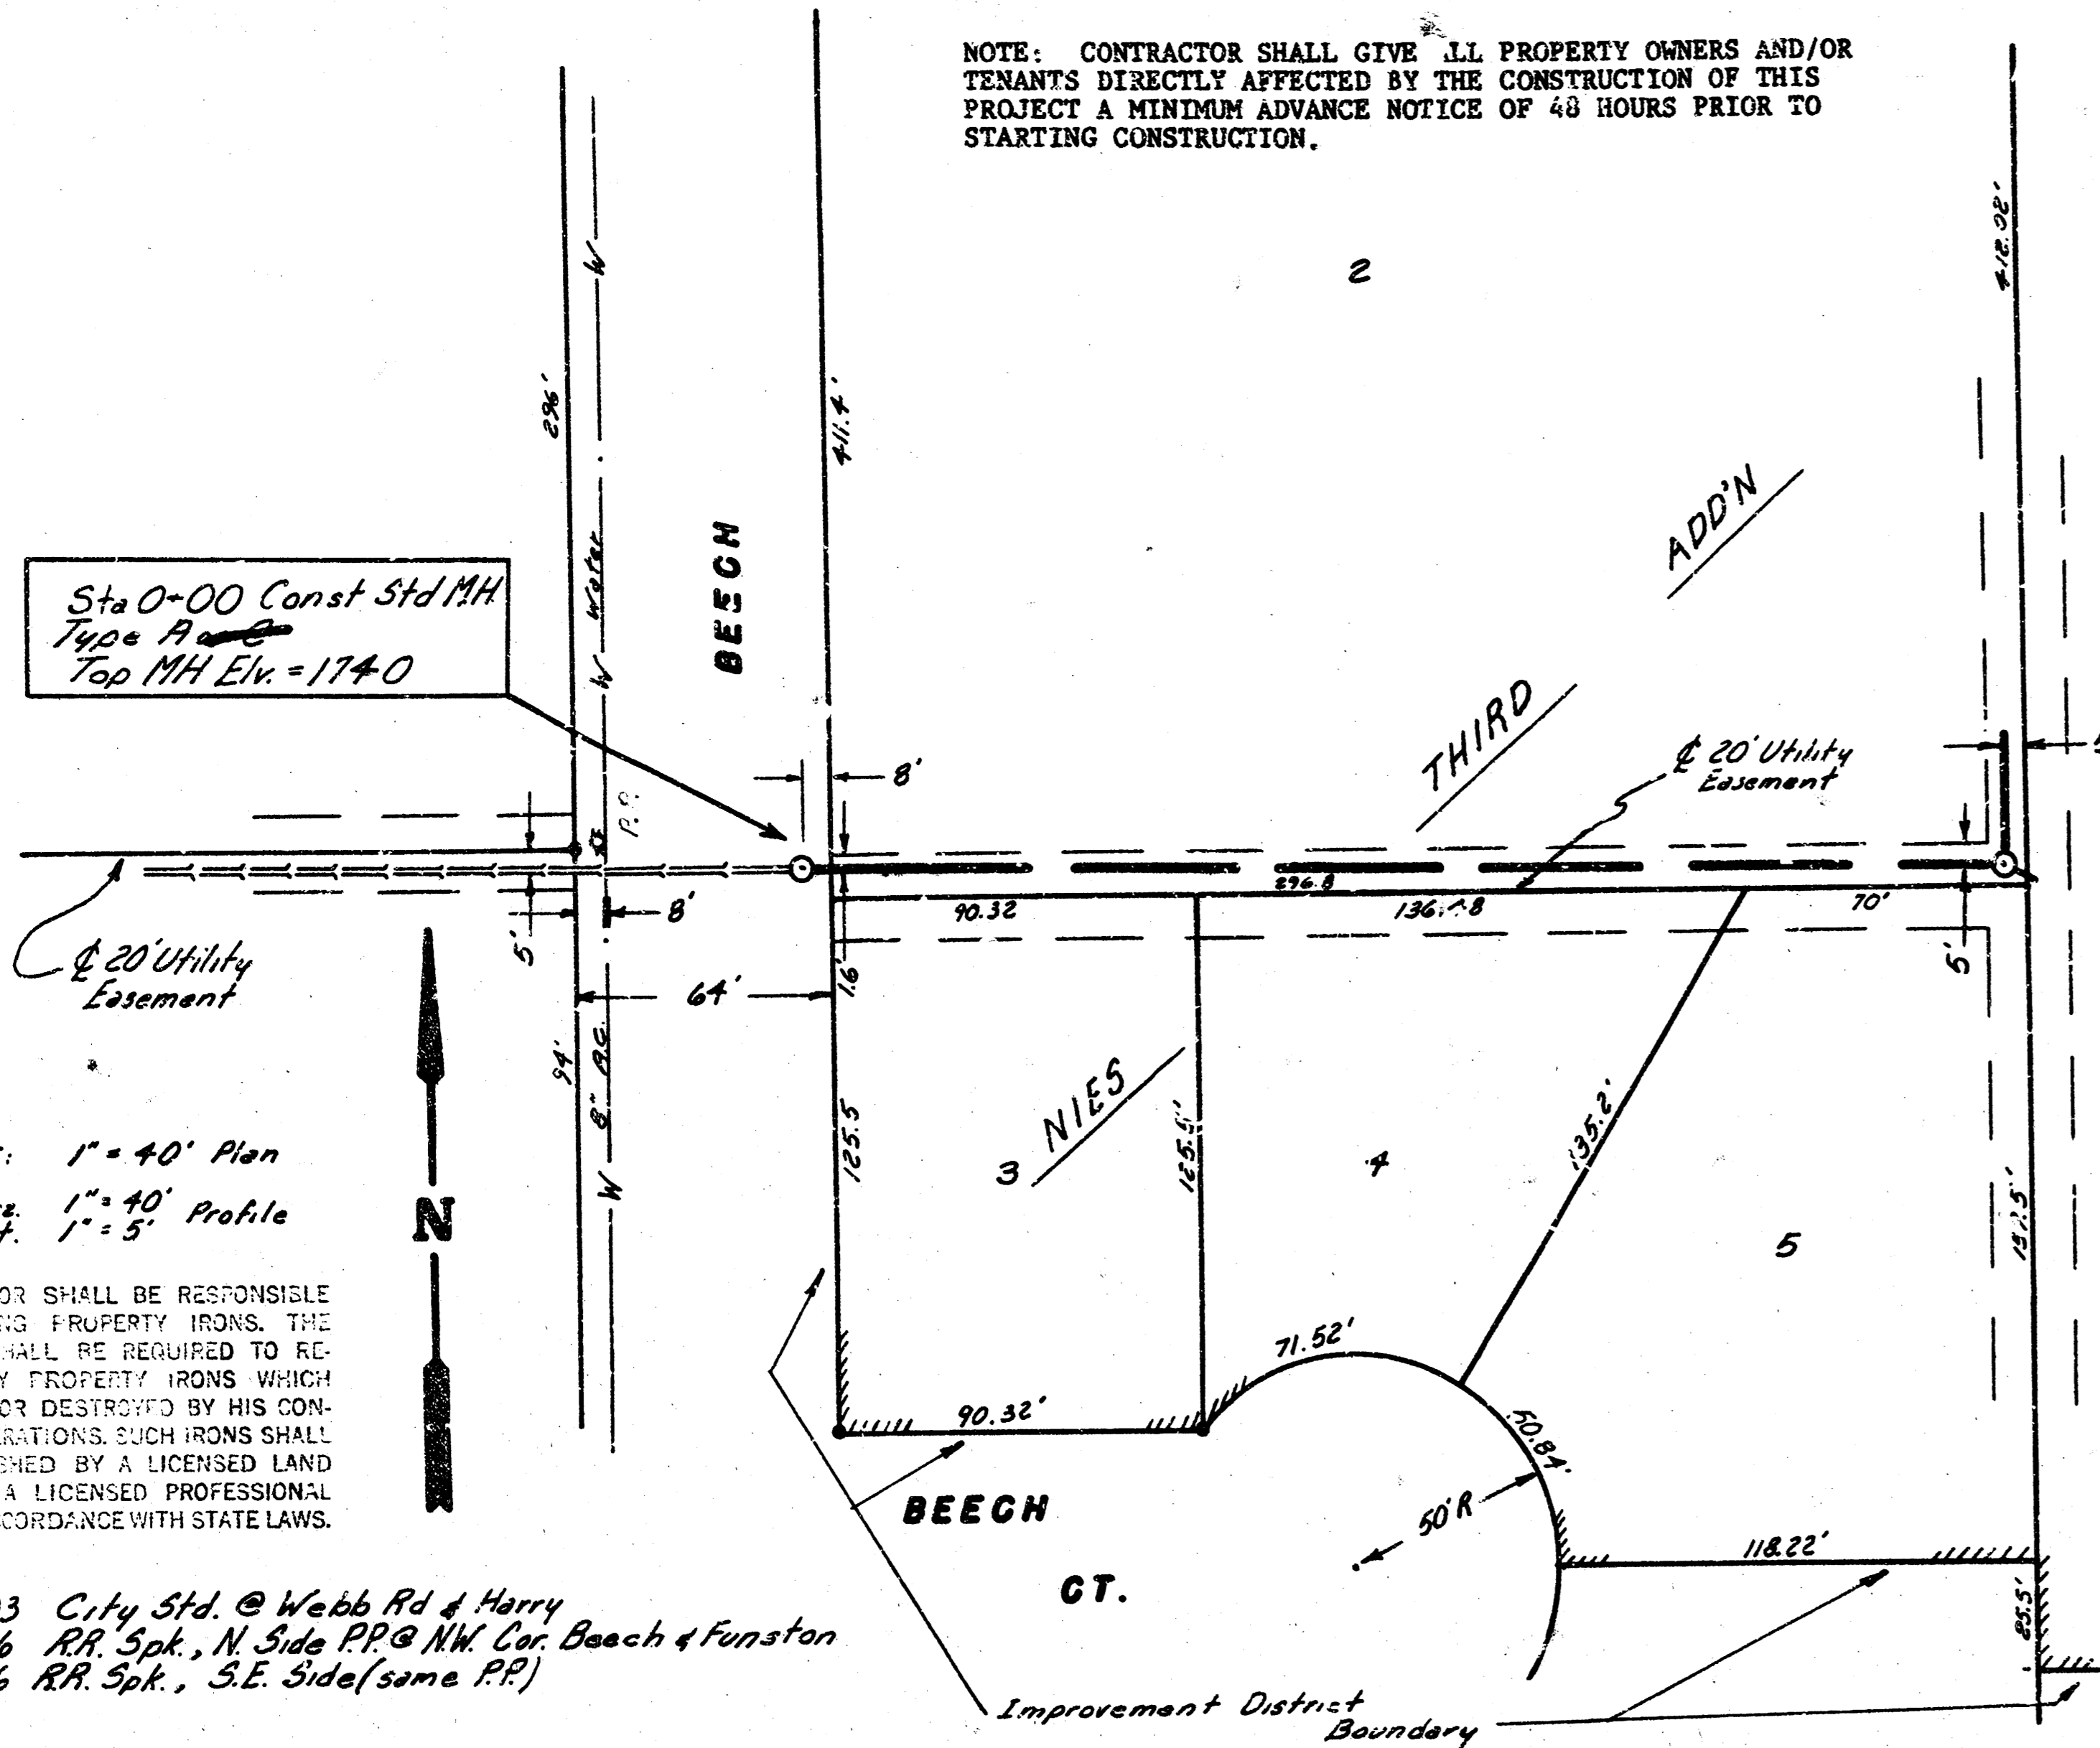 NOTE: CONTRACTOR SHALL GIVE ALL PROPERTY OWNERS AND/OR
TENANTS DIRECTLY AFFECTED BY THE CONSTRUCTION OF THIS
PROJECT A MINIMUM ADVANCE NOTICE OF 48 HOURS PRIOR TO
STARTING CONSTRUCTION.
2
412.02'
296'
W
411.4'
Water
W
BEECH
ADD'N
THIRD
Sta 0+00 Const Std M.H.
Type A
Top MH Elv. = 1740
8'
P.P.
℄ 20' Utility
Easement
296.8
90.32
70'
8'
5'
5'
16'
64'
℄ 20' Utility
Easement
94'
8" A.C.
W
125.5
NIES
3
4
5
135.2'
1" = 40' Plan
1" = 40'
1" = 5' Profile
N
OR SHALL BE RESPONSIBLE
NG PROPERTY IRONS. THE
HALL BE REQUIRED TO RE-
Y PROPERTY IRONS WHICH
OR DESTROYED BY HIS CON-
RATIONS. SUCH IRONS SHALL
SHED BY A LICENSED LAND
A LICENSED PROFESSIONAL
CORDANCE WITH STATE LAWS.
71.52'
90.32'
50.84'
50'R
BEECH
CT.
118.22'
85.5'
3 City Std. @ Webb Rd & Harry
6 R.R. Spk., N. Side P.P. @ N.W. Cor. Beech & Funston
6 R.R. Spk., S.E. Side (same P.P.)
Improvement District
Boundary